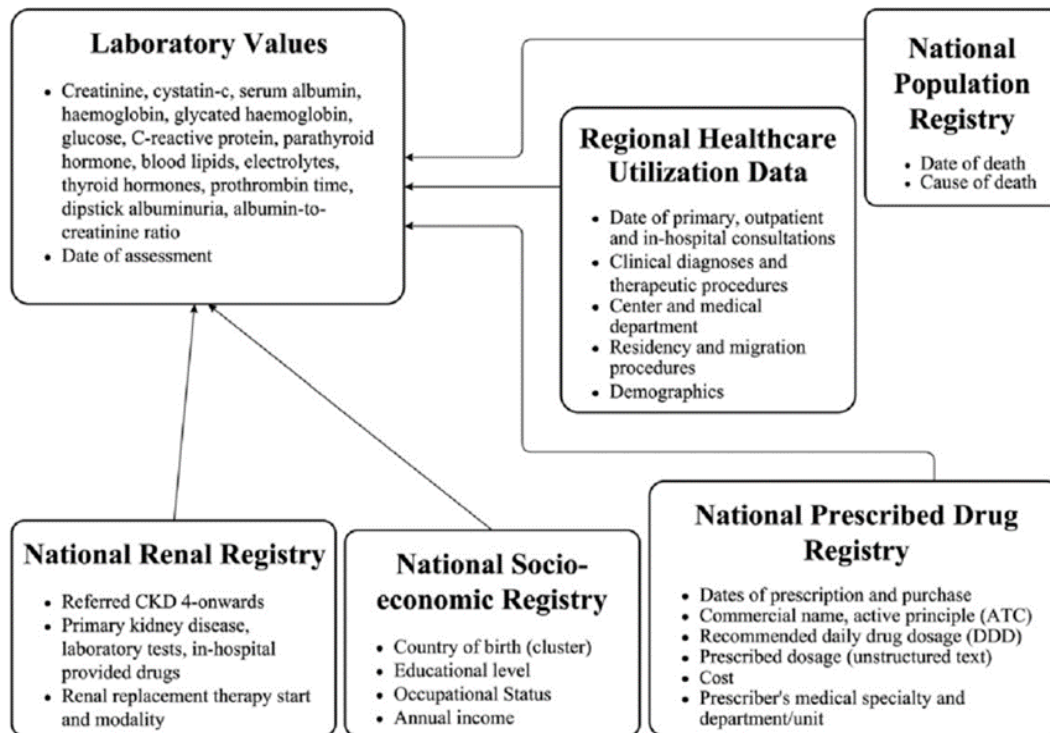 Laboratory Values
• Creatinine, cystatin-c, serum albumin,
haemoglobin, glycated haemoglobin,
glucose, C-reactive protein, parathyroid
hormone, blood lipids, electrolytes,
thyroid hormones, prothrombin time,
dipstick albuminuria, albumin-to-
creatinine ratio
• Date of assessment
National
Population
Registry
• Date of death
• Cause of death
Regional Healthcare
Utilization Data
• Date of primary, outpatient
and in-hospital consultations
• Clinical diagnoses and
therapeutic procedures
• Center and medical
department
• Residency and migration
procedures
• Demographics
National Renal Registry
• Referred CKD 4-onwards
• Primary kidney disease,
laboratory tests, in-hospital
provided drugs
• Renal replacement therapy start
and modality
National Socio-
economic Registry
• Country of birth (cluster)
• Educational level
• Occupational Status
• Annual income
National Prescribed Drug
Registry
• Dates of prescription and purchase
• Commercial name, active principle (ATC)
• Recommended daily drug dosage (DDD)
• Prescribed dosage (unstructured text)
• Cost
• Prescriber's medical specialty and
department/unit